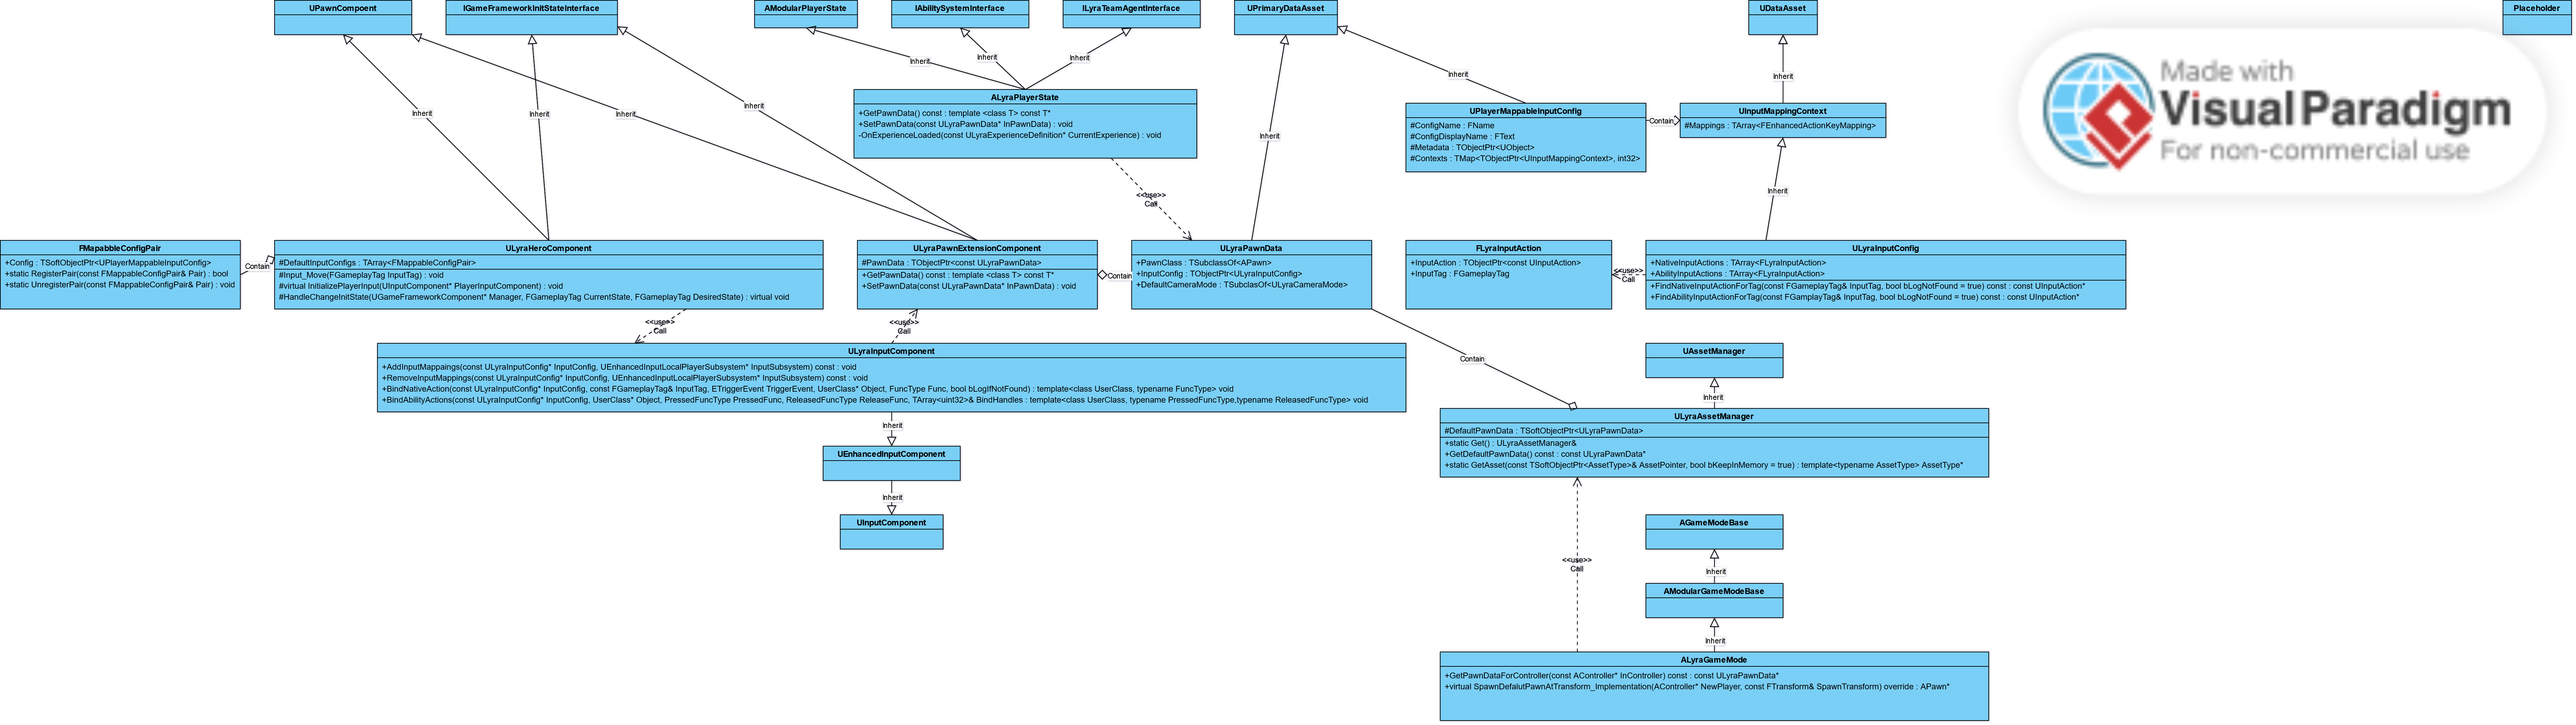 UPawnCompoent
IGameFrameworkInitStateInterface
AModularPlayerState
IAbilitySystemInterface
ILyraTeamAgentInterface
UPrimaryDataAsset
UDataAsset
Placeholder
Made with
Visual Paradigm
For non-commercial use
Inherit
Inherit
Inherit
Inherit
Inherit
Inherit
Inherit
Inherit
Inherit
Inherit
ALyraPlayerState
+GetPawnData() const : template <class T> const T*
+SetPawnData(const ULyraPawnData* InPawnData) : void
-OnExperienceLoaded(const ULyraExperienceDefinition* CurrentExperience) : void
UPlayerMappableInputConfig
#ConfigName : FName
#ConfigDisplayName : FText
#Metadata : TObjectPtr<UObject>
#Contexts : TMap<TObjectPtr<UInputMappingContext>, int32>
Contain
UInputMappingContext
#Mappings : TArray<FEnhancedActionKeyMapping>
<<use>>
Call
Inherit
FMapabbleConfigPair
+Config : TSoftObjectPtr<UPlayerMappableInputConfig>
+static RegisterPair(const FMappableConfigPair& Pair) : bool
+static UnregisterPair(const FMappableConfigPair& Pair) : void
Contain
ULyraHeroComponent
#DefaultInputConfigs : TArray<FMappableConfigPair>
#Input_Move(FGameplayTag InputTag) : void
#virtual InitializePlayerInput(UInputComponent* PlayerInputComponent) : void
#HandleChangeInitState(UGameFrameworkComponent* Manager, FGameplayTag CurrentState, FGameplayTag DesiredState) : virtual void
ULyraPawnExtensionComponent
#PawnData : TObjectPtr<const ULyraPawnData>
+GetPawnData() const : template <class T> const T*
+SetPawnData(const ULyraPawnData* InPawnData) : void
Contain
ULyraPawnData
+PawnClass : TSubclassOf<APawn>
+InputConfig : TObjectPtr<ULyraInputConfig>
+DefaultCameraMode : TSubclasOf<ULyraCameraMode>
FLyraInputAction
+InputAction : TObjectPtr<const UInputAction>
+InputTag : FGameplayTag
<<use>>
Call
ULyraInputConfig
+NativeInputActions : TArray<FLyraInputAction>
+AbilityInputActions : TArray<FLyraInputAction>
+FindNativeInputActionForTag(const FGameplayTag& InputTag, bool bLogNotFound = true) const : const UInputAction*
+FindAbilityInputActionForTag(const FGamplayTag& InputTag, bool bLogNotFound = true) const : const UInputAction*
<<use>>
Call
<<use>>
Call
ULyraInputComponent
+AddInputMappaings(const ULyraInputConfig* InputConfig, UEnhancedInputLocalPlayerSubsystem* InputSubsystem) const : void
+RemoveInputMappings(const ULyraInputConfig* InputConfig, UEnhancedInputLocalPlayerSubsystem* InputSubsystem) const : void
+BindNativeAction(const ULyraInputConfig* InputConfig, const FGameplayTag& InputTag, ETriggerEvent TriggerEvent, UserClass* Object, FuncType Func, bool bLogIfNotFound) : template<class UserClass, typename FuncType> void
+BindAbilityActions(const ULyraInputConfig* InputConfig, UserClass* Object, PressedFuncType PressedFunc, ReleasedFuncType ReleaseFunc, TArray<uint32>& BindHandles : template<class UserClass, typename PressedFuncType,typename ReleasedFuncType> void
Contain
UAssetManager
Inherit
ULyraAssetManager
#DefaultPawnData : TSoftObjectPtr<ULyraPawnData>
+static Get() : ULyraAssetManager&
+GetDefaultPawnData() const : const ULyraPawnData*
+static GetAsset(const TSoftObjectPtr<AssetType>& AssetPointer, bool bKeepInMemory = true) : template<typename AssetType> AssetType*
Inherit
UEnhancedInputComponent
Inherit
UInputComponent
AGameModeBase
<<use>>
Call
Inherit
AModularGameModeBase
Inherit
ALyraGameMode
+GetPawnDataForController(const AController* InController) const : const ULyraPawnData*
+virtual SpawnDefalutPawnAtTransform_Implementation(AController* NewPlayer, const FTransform& SpawnTransform) override : APawn*